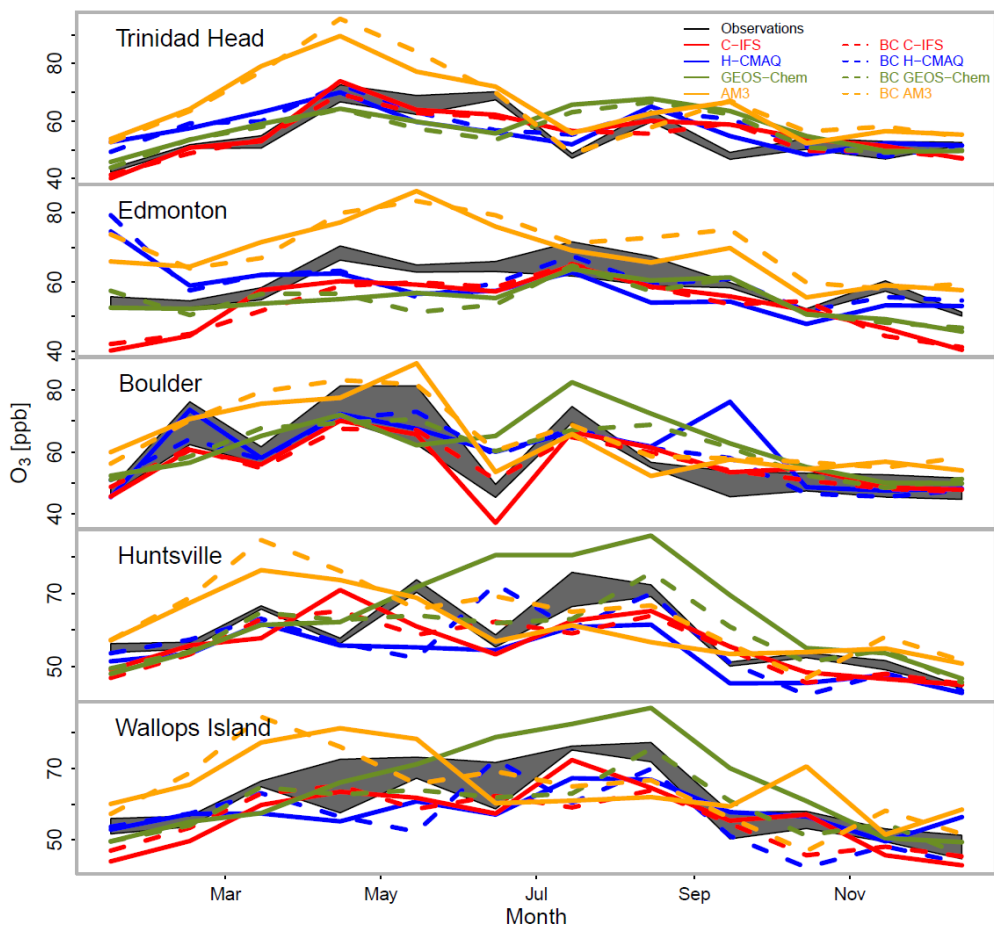 Trinidad Head
Observations
C−IFS BC C−IFS
H−CMAQ BC H−CMAQ
GEOS−Chem BC GEOS−Chem
AM3 BC AM3
80
60
40
Edmonton
80
60
40
Boulder
80
60
40
O3 [ppb]
Huntsville
70
50
Wallops Island
70
50
Mar May Jul Sep Nov
Month